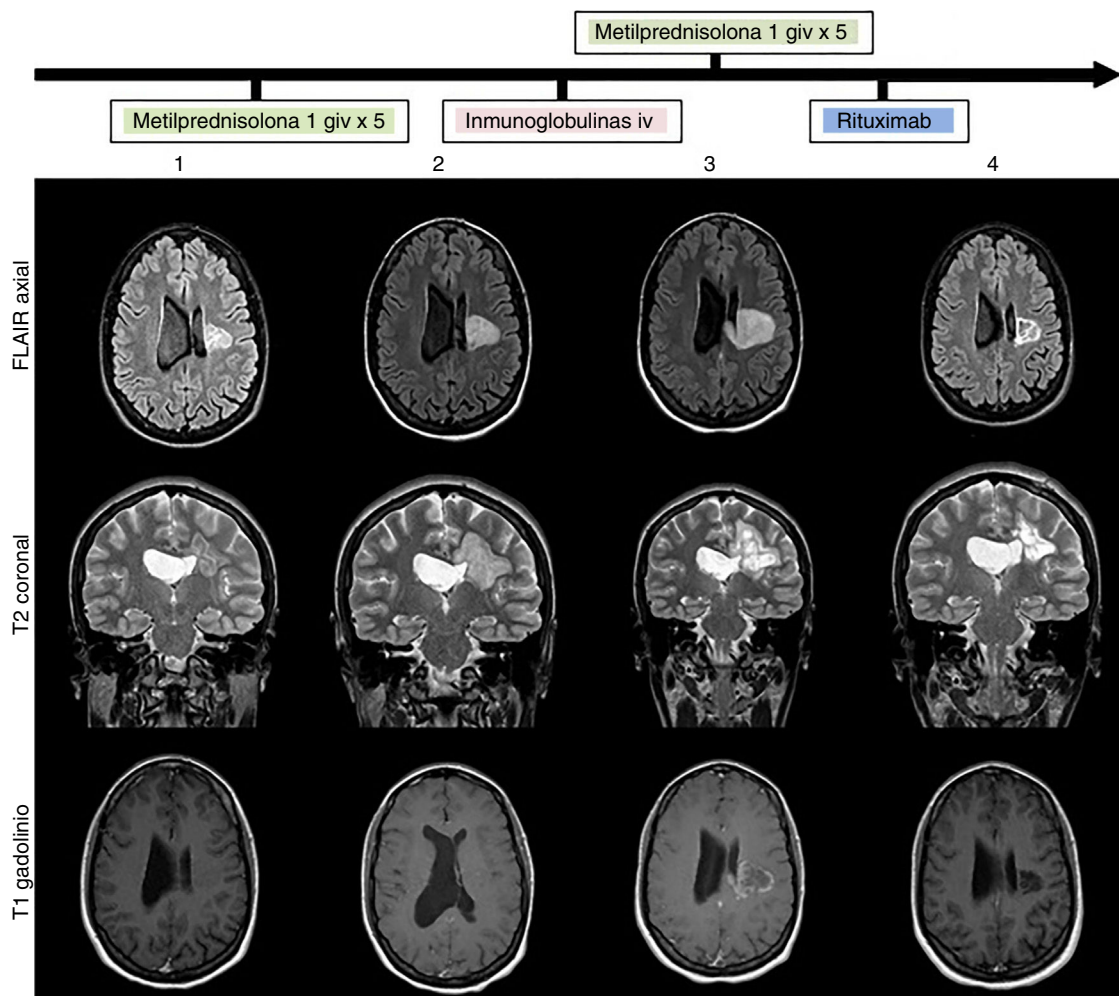 Metilprednisolona 1 giv x 5
Metilprednisolona 1 giv x 5
Inmunoglobulinas iv
Rituximab
1
2
3
4
FLAIR axial
T2 coronal
T1 gadolinio